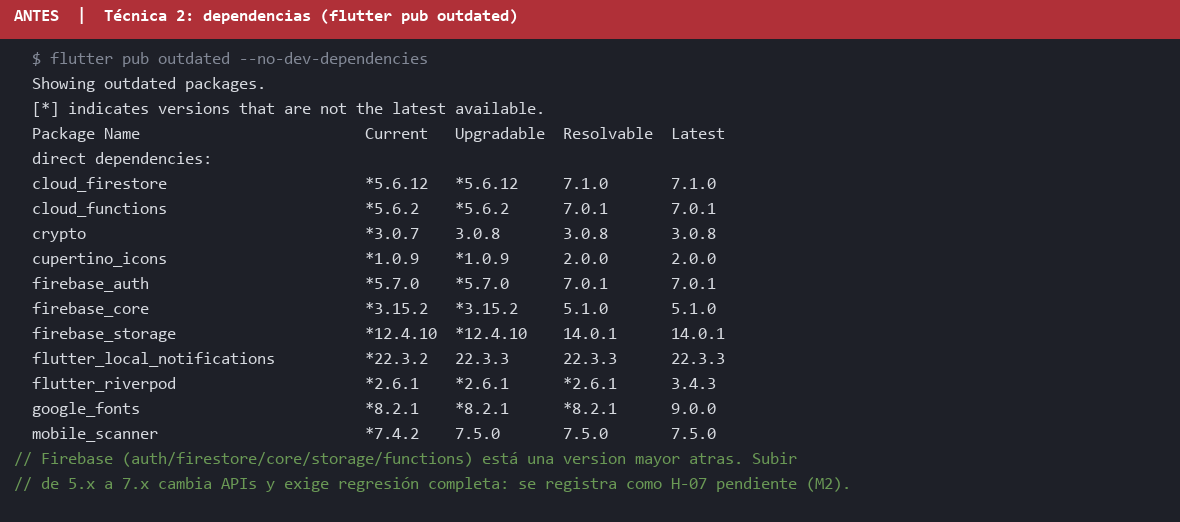 ANTES | Técnica 2: dependencias (flutter pub outdated)
$ flutter pub outdated --no-dev-dependencies
Showing outdated packages.
[*] indicates versions that are not the latest available.
Package Name Current Upgradable Resolvable Latest
direct dependencies:
cloud_firestore *5.6.12 *5.6.12 7.1.0 7.1.0
cloud_functions *5.6.2 *5.6.2 7.0.1 7.0.1
crypto *3.0.7 3.0.8 3.0.8 3.0.8
cupertino_icons *1.0.9 *1.0.9 2.0.0 2.0.0
firebase_auth *5.7.0 *5.7.0 7.0.1 7.0.1
firebase_core *3.15.2 *3.15.2 5.1.0 5.1.0
firebase_storage *12.4.10 *12.4.10 14.0.1 14.0.1
flutter_local_notifications *22.3.2 22.3.3 22.3.3 22.3.3
flutter_riverpod *2.6.1 *2.6.1 *2.6.1 3.4.3
google_fonts *8.2.1 *8.2.1 *8.2.1 9.0.0
mobile_scanner *7.4.2 7.5.0 7.5.0 7.5.0
// Firebase (auth/firestore/core/storage/functions) está una version mayor atras. Subir
// de 5.x a 7.x cambia APIs y exige regresión completa: se registra como H-07 pendiente (M2).